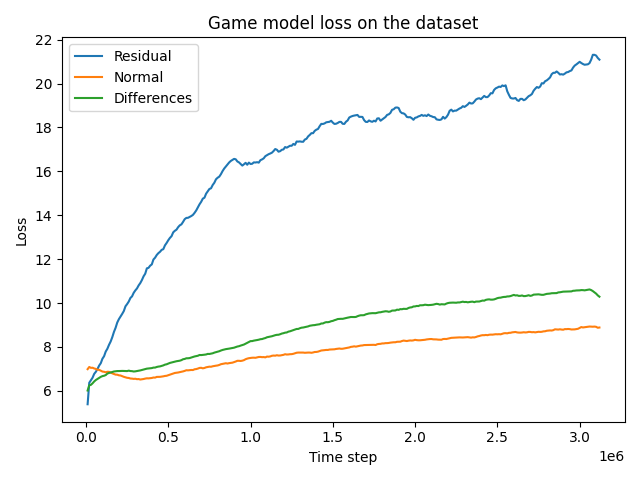 Game model loss on the dataset
Residual
Normal
Differences
Loss
22
20
18
16
14
12
10
8
6
0.0 0.5 1.0 1.5 2.0 2.5 3.0
1e6
Time step